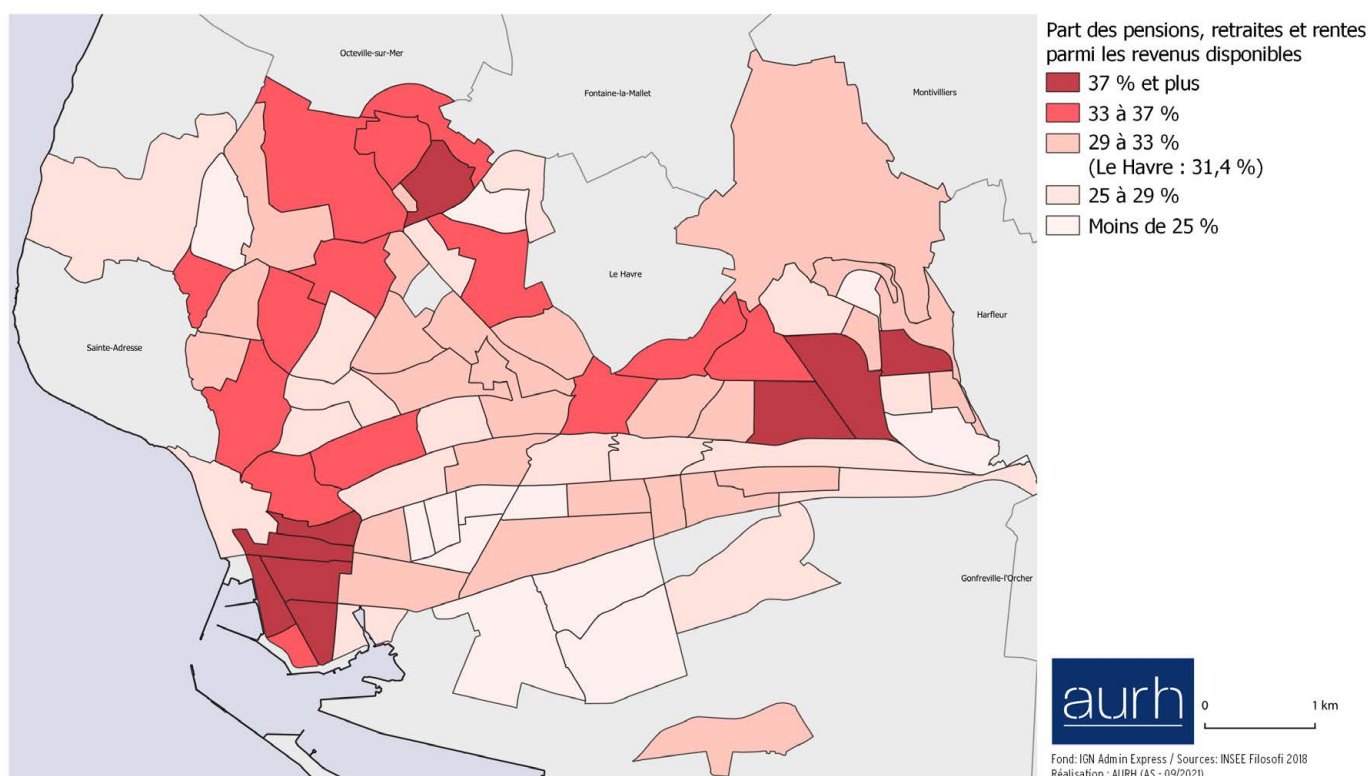 Part des pensions, retraites et rentes
parmi les revenus disponibles
37 % et plus
33 à 37 %
29 à 33 %
(Le Havre : 31,4 %)
25 à 29 %
Moins de 25 %
Octeville-sur-Mer
Fontaine-la-Mallet
Montivilliers
Le Havre
Harfleur
Sainte-Adresse
Gonfreville-l'Orcher
aurh
0 1 km
Fond: IGN Admin Express / Sources: INSEE Filosofi 2018
Réalisation : AURH (AS - 09/2021)